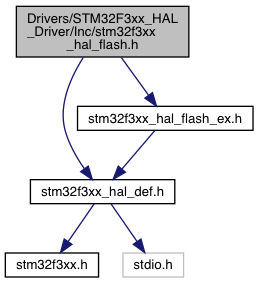 Drivers/STM32F3xx_HAL
_Driver/Inc/stm32f3xx
_hal_flash.h
stm32f3xx_hal_flash_ex.h
stm32f3xx_hal_def.h
stm32f3xx.h
stdio.h